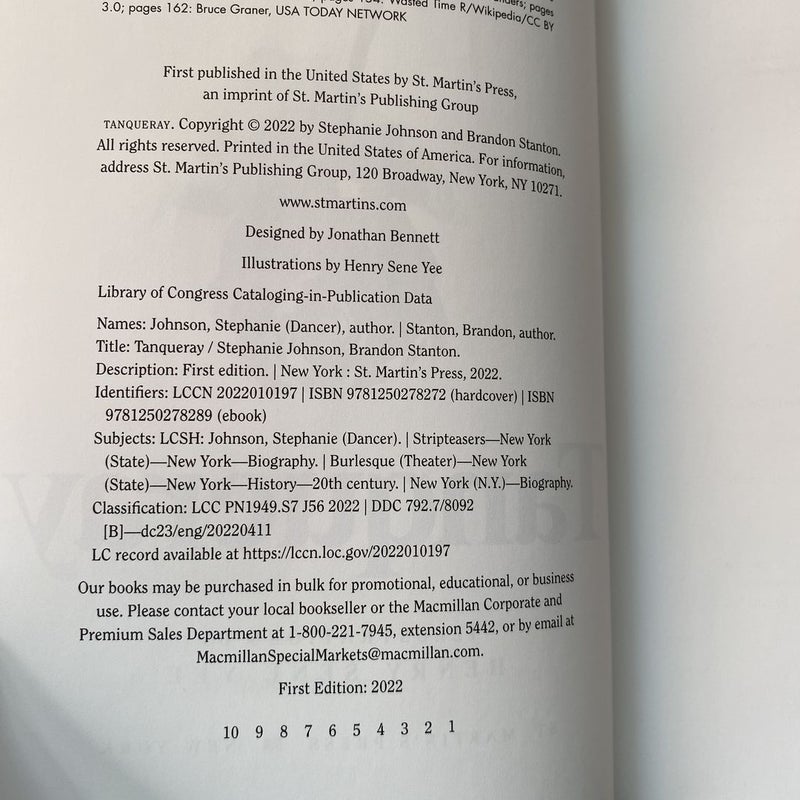 pages 164: Wasted Time R/Wikipedia/CC BY
3.0; pages 162: Bruce Graner, USA TODAY NETWORK
First published in the United States by St. Martin's Press,
an imprint of St. Martin's Publishing Group
TANQUERAY. Copyright © 2022 by Stephanie Johnson and Brandon Stanton.
All rights reserved. Printed in the United States of America. For information,
address St. Martin's Publishing Group, 120 Broadway, New York, NY 10271.
www.stmartins.com
Designed by Jonathan Bennett
Illustrations by Henry Sene Yee
Library of Congress Cataloging-in-Publication Data
Names: Johnson, Stephanie (Dancer), author. | Stanton, Brandon, author.
Title: Tanqueray / Stephanie Johnson, Brandon Stanton.
Description: First edition. | New York : St. Martin's Press, 2022.
Identifiers: LCCN 2022010197 | ISBN 9781250278272 (hardcover) | ISBN
9781250278289 (ebook)
Subjects: LCSH: Johnson, Stephanie (Dancer). | Stripteasers—New York
(State)—New York—Biography. | Burlesque (Theater)—New York
(State)—New York—History—20th century. | New York (N.Y.)—Biography.
Classification: LCC PN1949.S7 J56 2022 | DDC 792.7/8092
[B]—dc23/eng/20220411
LC record available at https://lccn.loc.gov/2022010197
Our books may be purchased in bulk for promotional, educational, or business
use. Please contact your local bookseller or the Macmillan Corporate and
Premium Sales Department at 1-800-221-7945, extension 5442, or by email at
MacmillanSpecialMarkets@macmillan.com.
First Edition: 2022
10 9 8 7 6 5 4 3 2 1